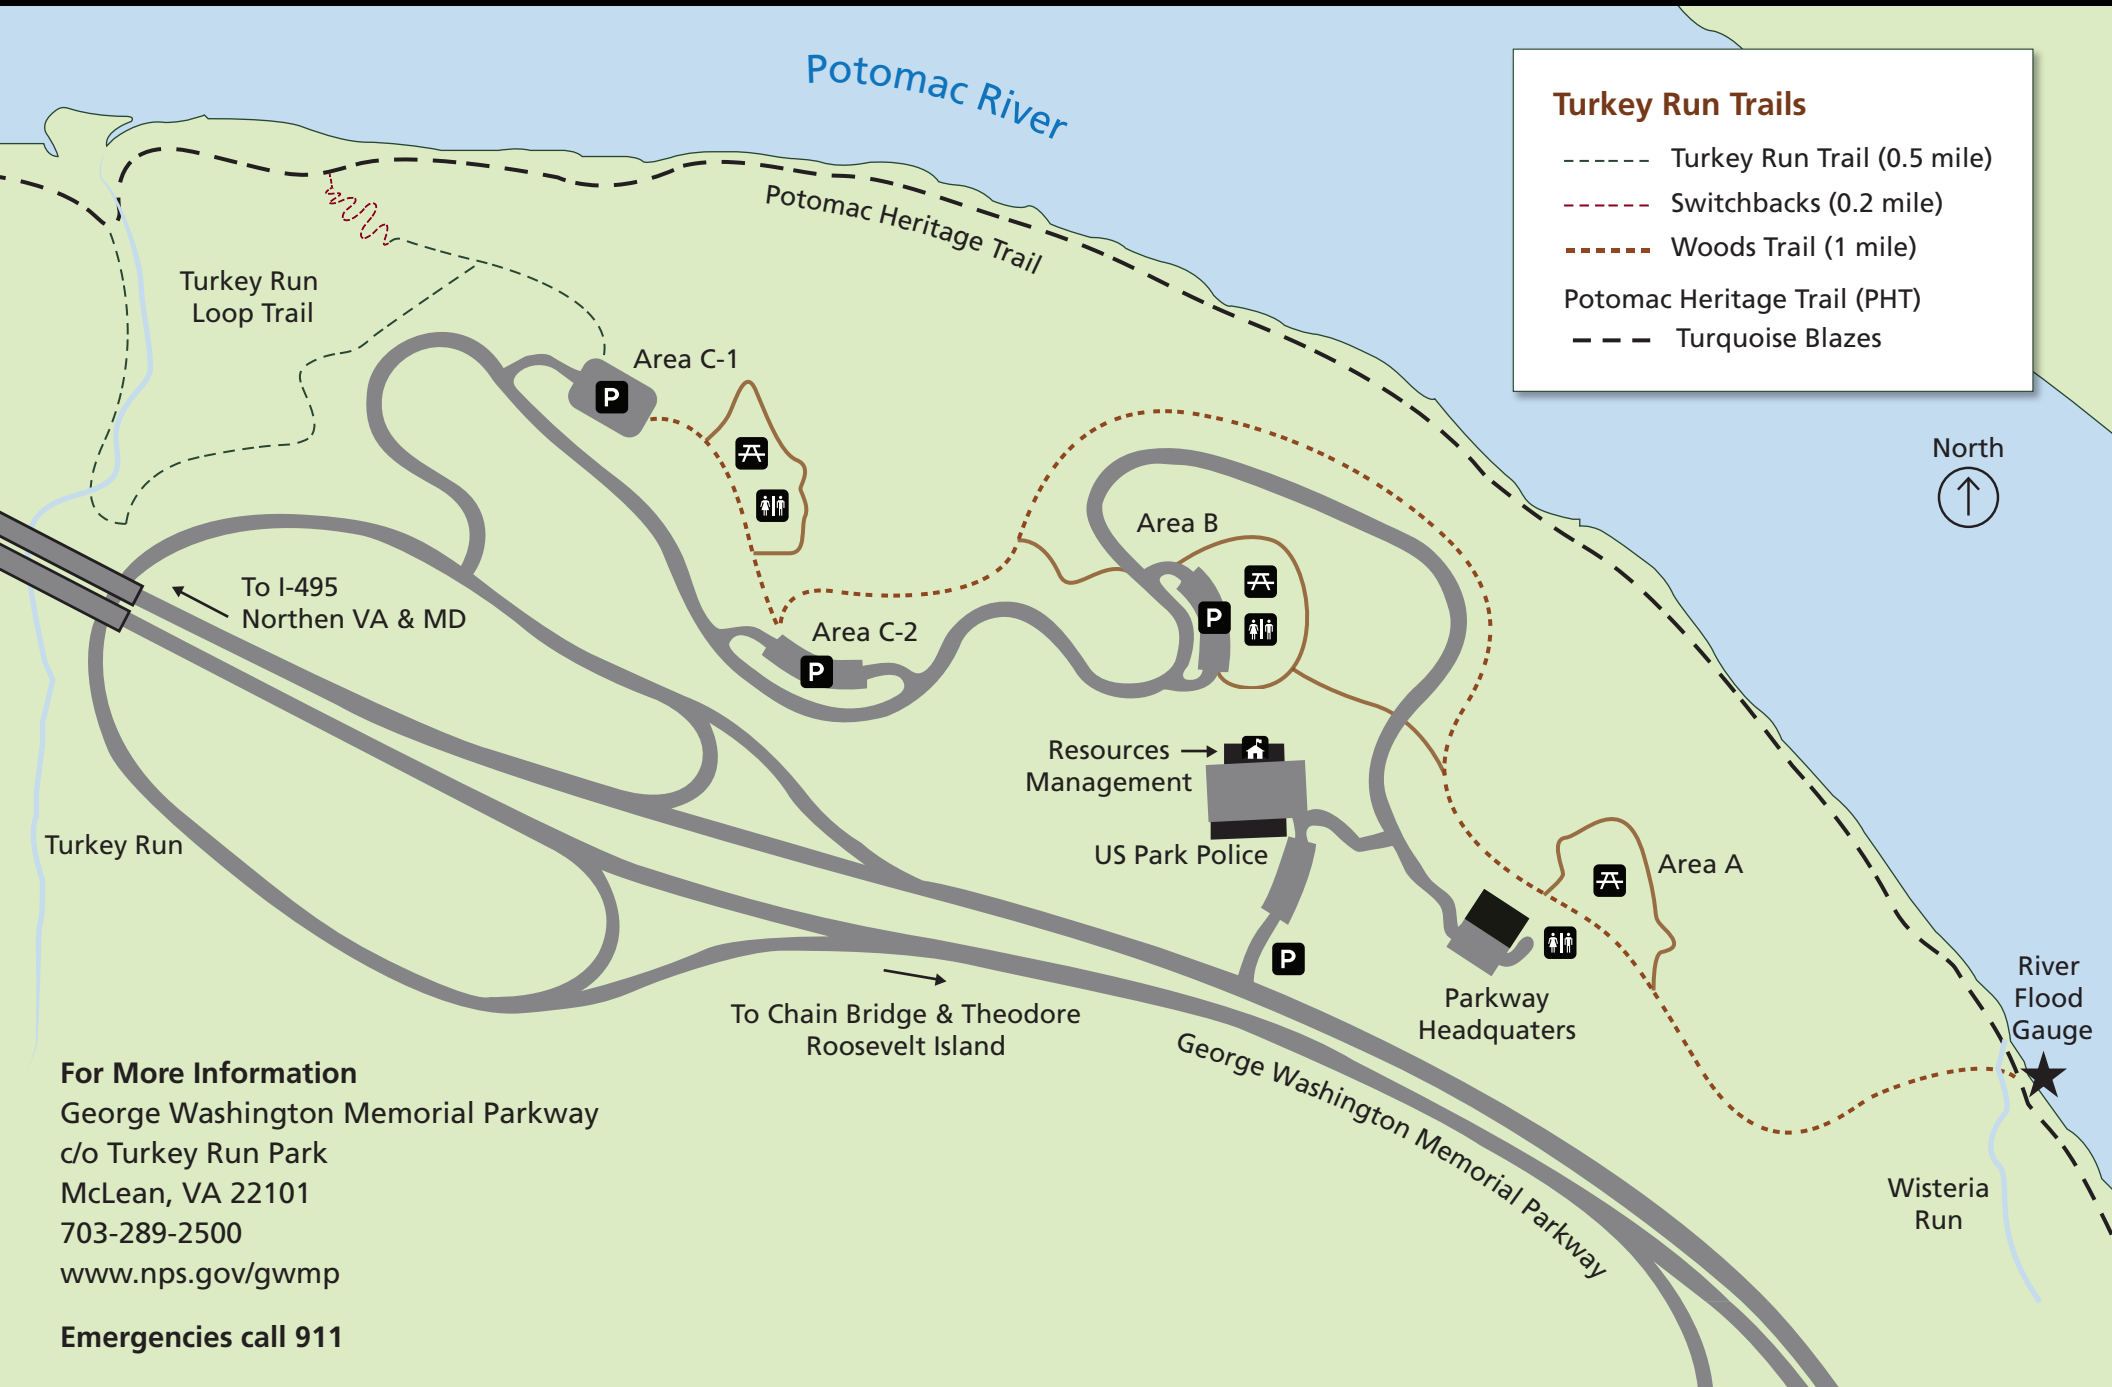 Potomac River
Turkey Run Trails
Turkey Run Trail (0.5 mile)
Switchbacks (0.2 mile)
Woods Trail (1 mile)
Potomac Heritage Trail (PHT)
Turquoise Blazes
Potomac Heritage Trail
Turkey Run
Loop Trail
Area C-1
P
North
Area B
To I-495
Northen VA & MD
P
Area C-2
P
Resources
Management
US Park Police
Turkey Run
Area A
P
River
Flood
Gauge
Parkway
Headquaters
To Chain Bridge & Theodore
Roosevelt Island
George Washington Memorial Parkway
Wisteria
Run
For More Information
George Washington Memorial Parkway
c/o Turkey Run Park
McLean, VA 22101
703-289-2500
www.nps.gov/gwmp
Emergencies call 911